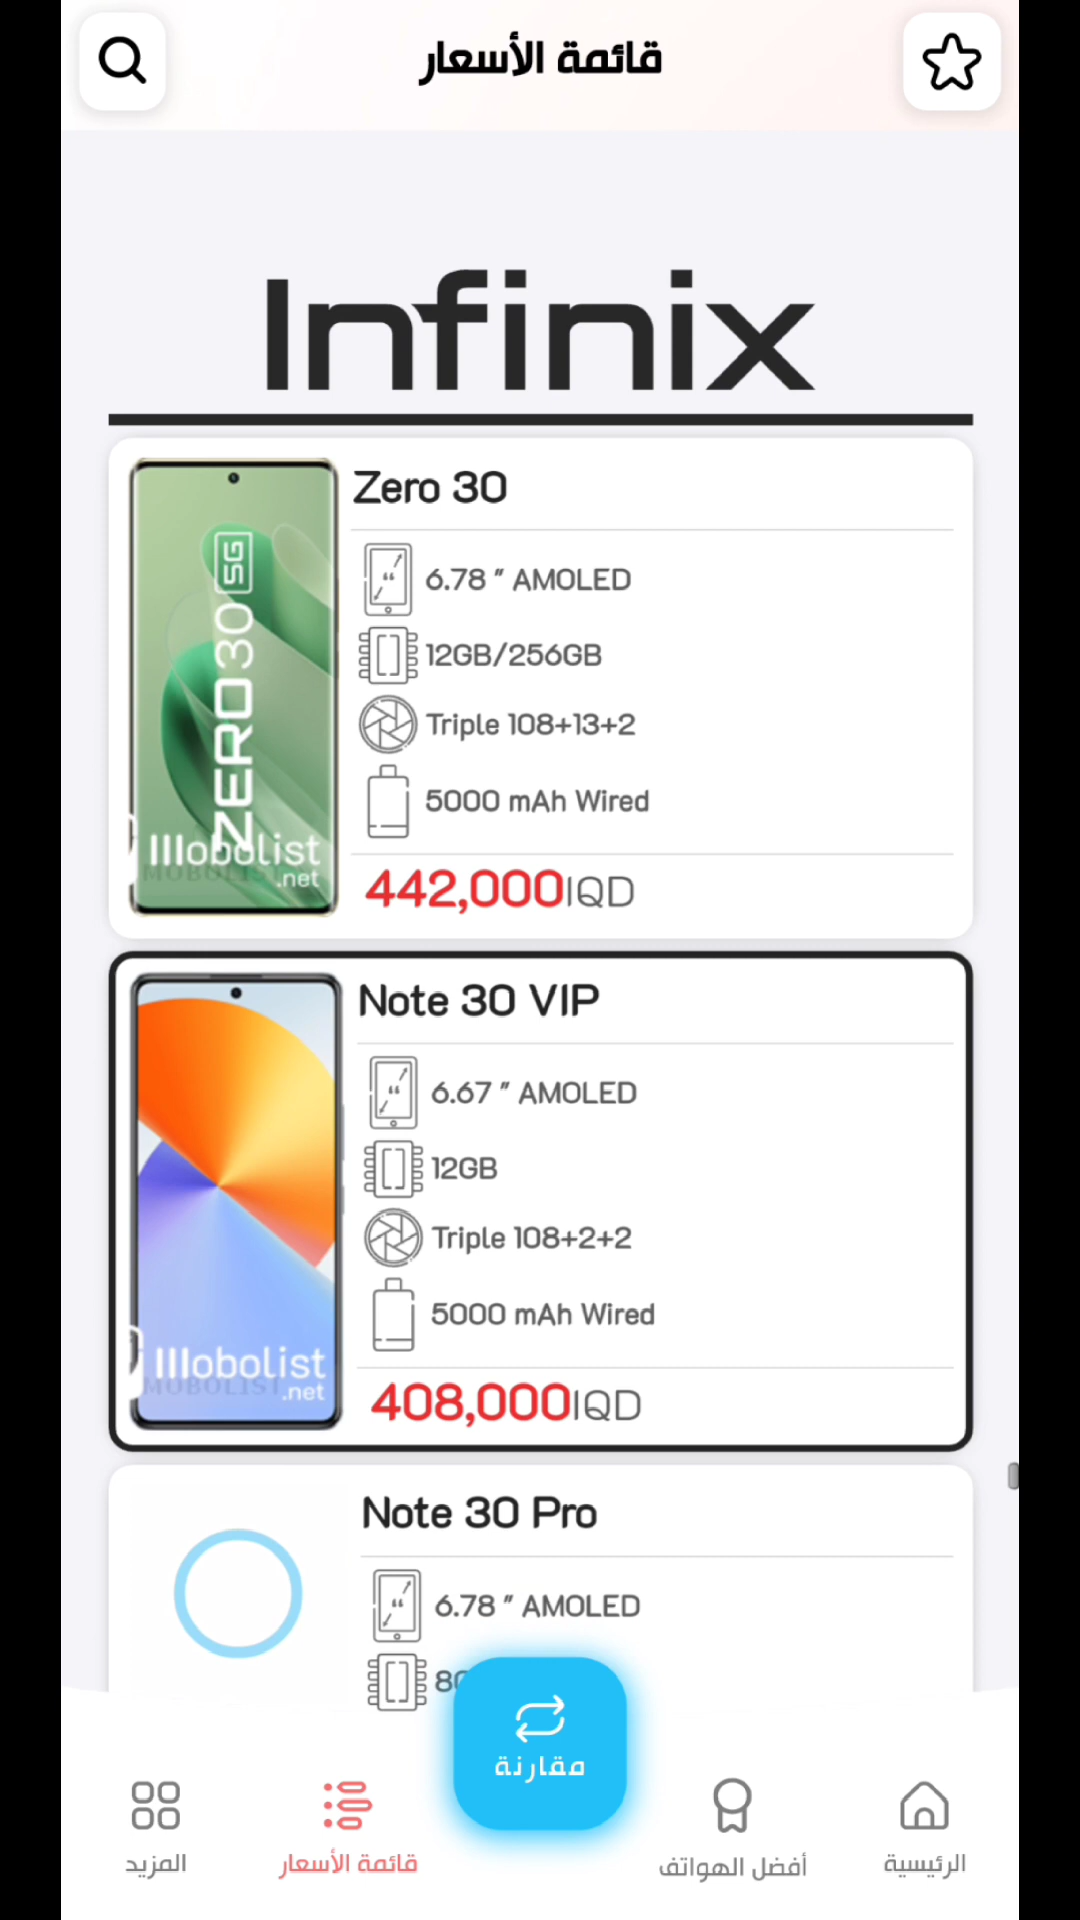 قائمة الأسعار
Infinix
Zero 30
6.78 " AMOLED
12GB/256GB
Triple 108+13+2
5000 mAh Wired
442,000IQD
ZERO 30 5G
Mobolist
MOBOLIST
.net
Note 30 VIP
6.67 " AMOLED
12GB
Triple 108+2+2
5000 mAh Wired
408,000IQD
Mobolist
MOBOLIST
.net
Note 30 Pro
6.78 " AMOLED
مقارنة
الرئيسية
أفضل الهواتف
قائمة الأسعار
المزيد